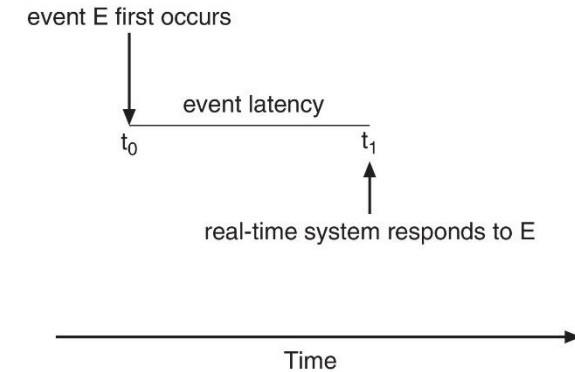 event E first occurs
event latency
t₀
t₁
real-time system responds to E
Time